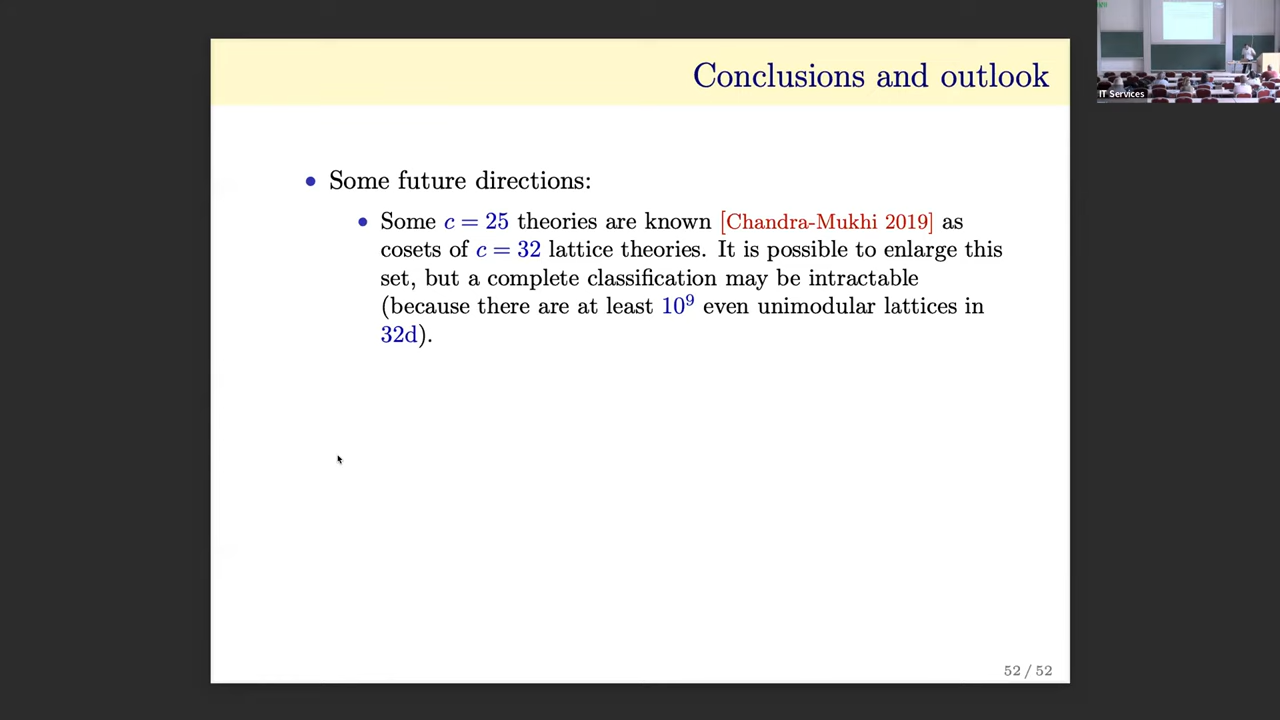 Conclusions and outlook
IT Services
• Some future directions:
• Some c = 25 theories are known [Chandra-Mukhi 2019] as
cosets of c = 32 lattice theories. It is possible to enlarge this
set, but a complete classification may be intractable
(because there are at least 10⁹ even unimodular lattices in
32d).
52 / 52